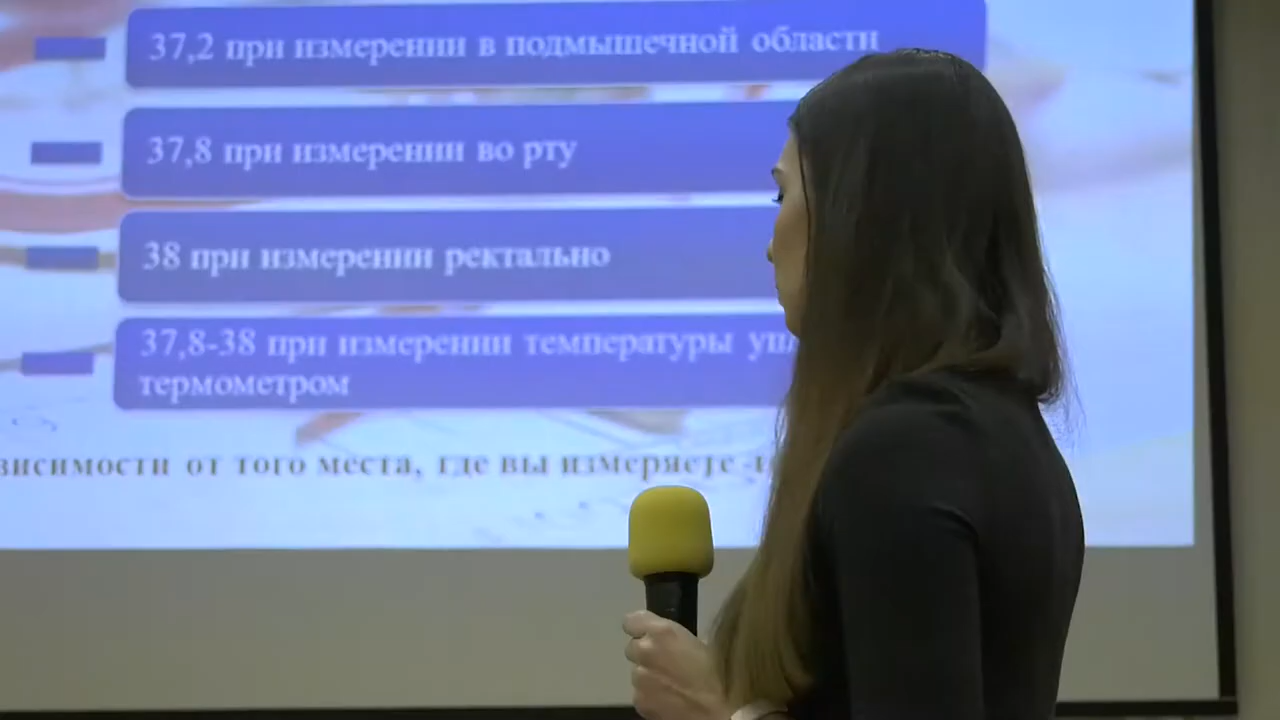 37,2 при измерении в подмышечной области
37,8 при измерении во рту
38 при измерении ректально
37,8-38 при измерении температуры
термометром
от того места, где вы измеряете